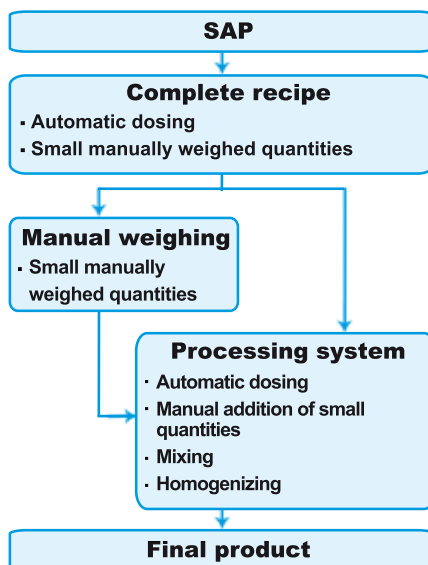 SAP
Complete recipe
· Automatic dosing
· Small manually weighed quantities
Manual weighing
· Small manually
weighed quantities
Processing system
· Automatic dosing
· Manual addition of small
quantities
· Mixing
· Homogenizing
Final product